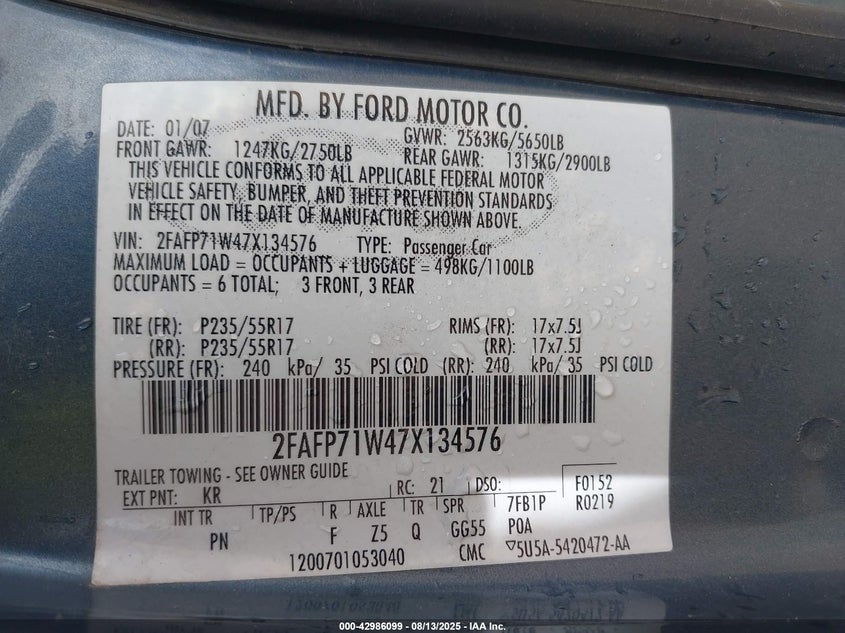 MFD. BY FORD MOTOR CO.
DATE: 01/07 GVWR: 2563KG/5650LB
FRONT GAWR: 1247KG/2750LB REAR GAWR: 1315KG/2900LB
THIS VEHICLE CONFORMS TO ALL APPLICABLE FEDERAL MOTOR
VEHICLE SAFETY, BUMPER, AND THEFT PREVENTION STANDARDS
IN EFFECT ON THE DATE OF MANUFACTURE SHOWN ABOVE.
VIN: 2FAFP71W47X134576 TYPE: Passenger Car
MAXIMUM LOAD = OCCUPANTS + LUGGAGE = 498KG/1100LB
OCCUPANTS = 6 TOTAL; 3 FRONT, 3 REAR
TIRE (FR): P235/55R17 RIMS (FR): 17x7.5J
(RR): P235/55R17 (RR): 17x7.5J
PRESSURE (FR): 240 kPa/ 35 PSI COLD (RR): 240 kPa/ 35 PSI COLD
2FAFP71W47X134576
TRAILER TOWING - SEE OWNER GUIDE
EXT PNT: KR RC: 21 DSO: F0152
INT TR TP/PS R AXLE TR SPR 7FB1P R0219
PN F Z5 Q GG55 POA
1200701053040 CMC ▽5U5A-5420472-AA
000-42986099 - 08/13/2025 - IAA Inc.